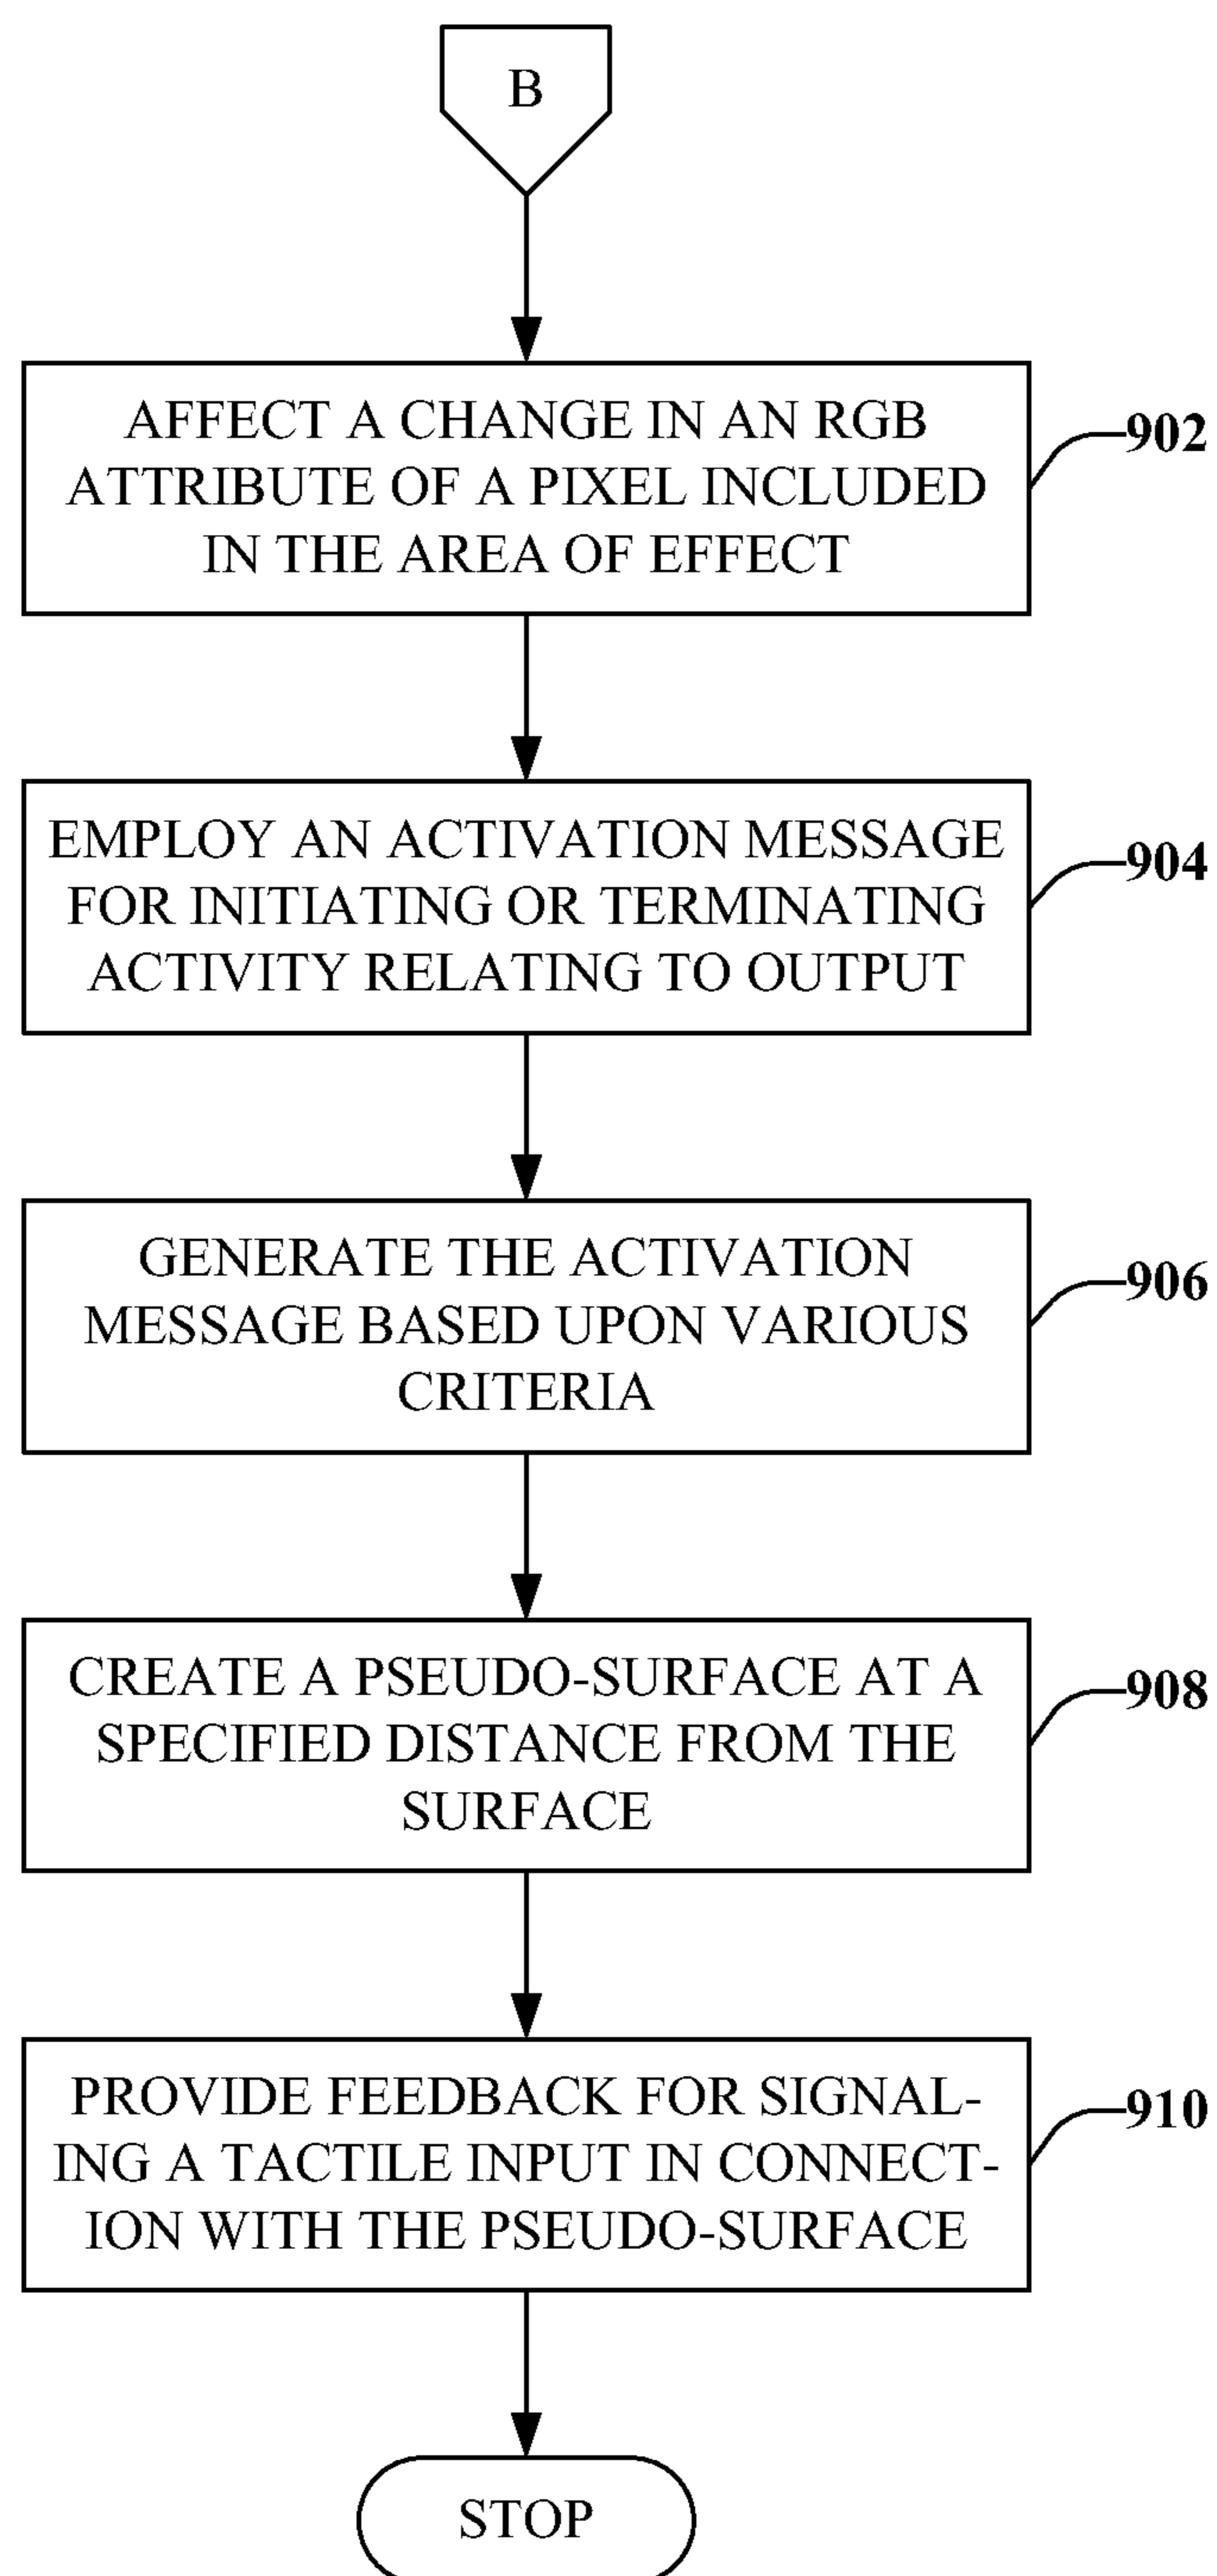 B
AFFECT A CHANGE IN AN RGB
ATTRIBUTE OF A PIXEL INCLUDED
IN THE AREA OF EFFECT
902
EMPLOY AN ACTIVATION MESSAGE
FOR INITIATING OR TERMINATING
ACTIVITY RELATING TO OUTPUT
904
GENERATE THE ACTIVATION
MESSAGE BASED UPON VARIOUS
CRITERIA
906
CREATE A PSEUDO-SURFACE AT A
SPECIFIED DISTANCE FROM THE
SURFACE
908
PROVIDE FEEDBACK FOR SIGNAL-
ING A TACTILE INPUT IN CONNECT-
ION WITH THE PSEUDO-SURFACE
910
STOP